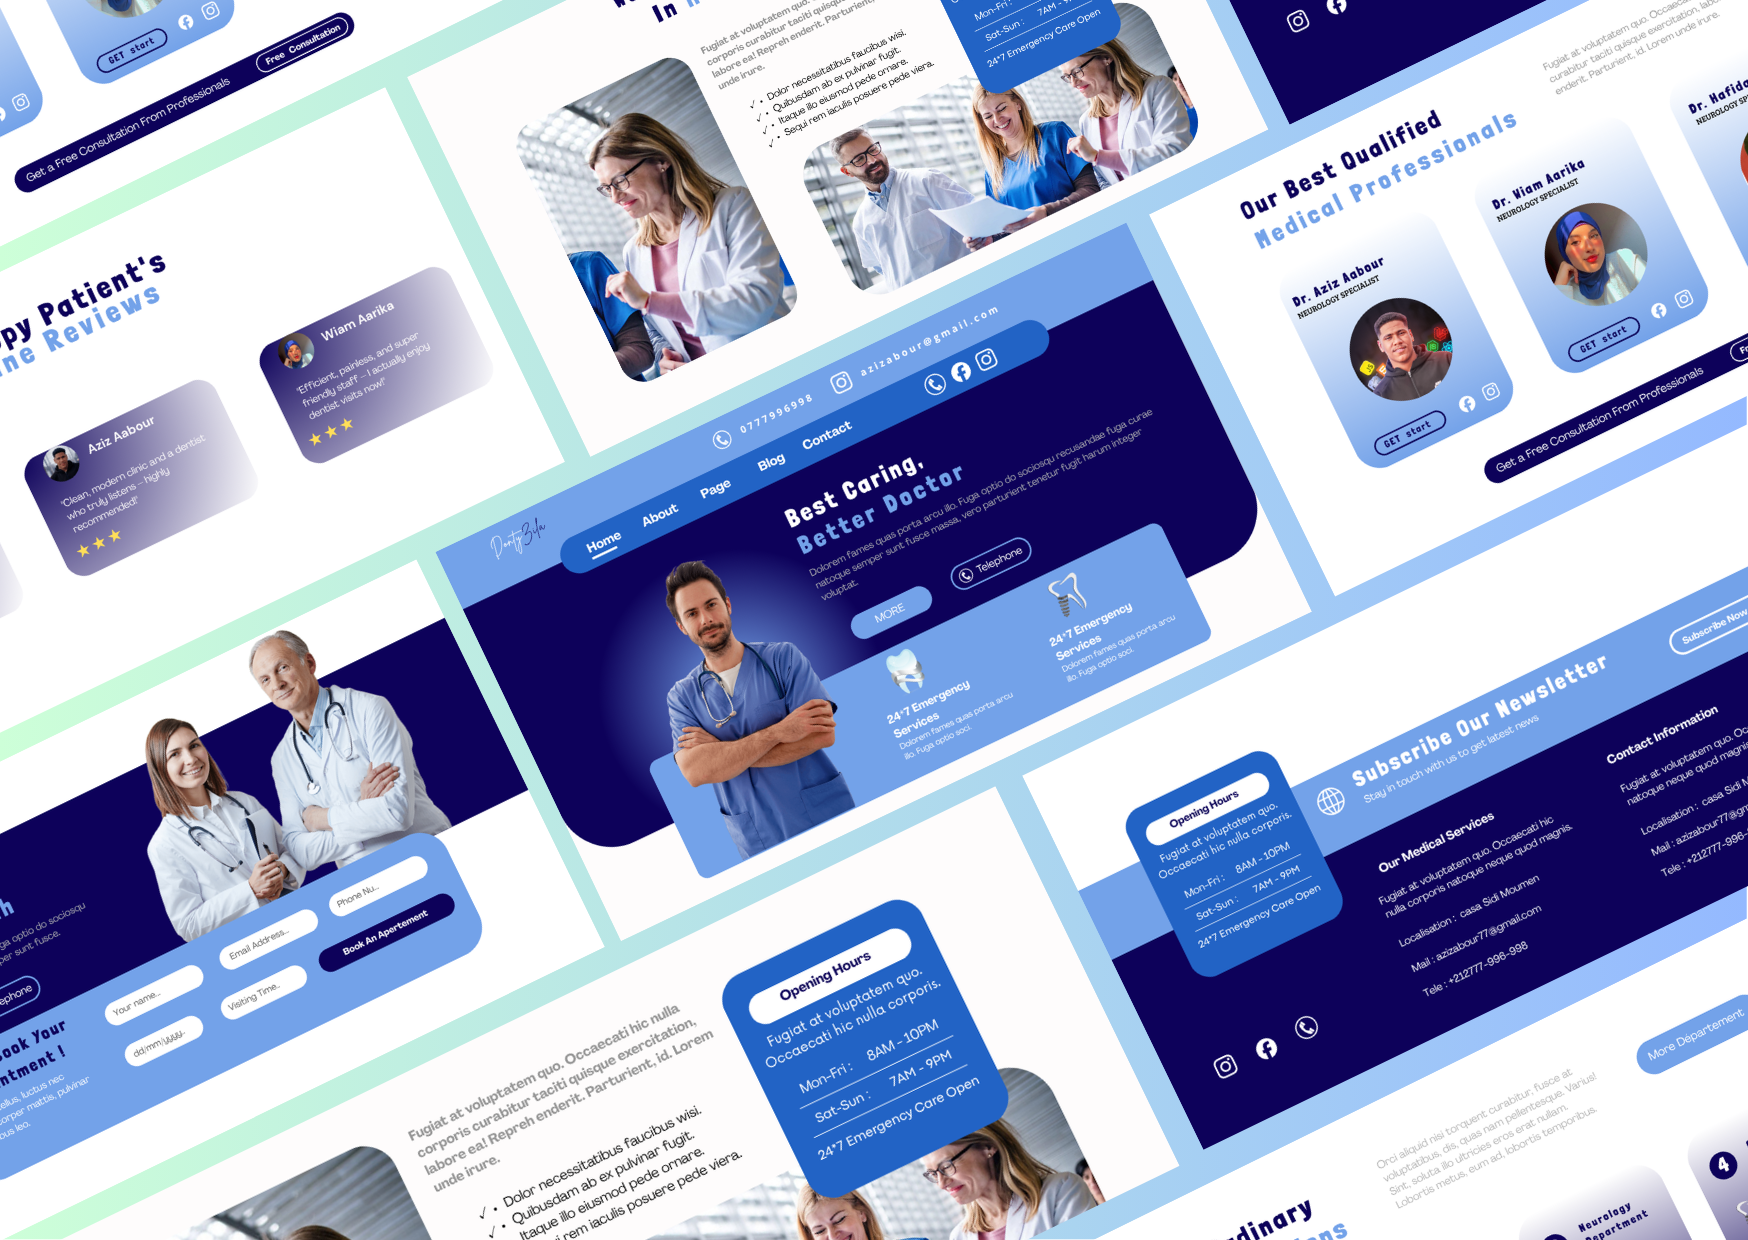 GET start
Get a Free Consultation From Professionals
Free Consultation
In
Fugiat at voluptatem quo.
corporis curabitur taciti quisque
labore ea! Repreh enderit. Parturient,
unde irure.
Dolor necessitatibus faucibus wisi.
Quibusdam ab ex pulvinar fugit.
Itaque illo eiusmod pede ornare.
Sequi rem iaculis posuere pede viera.
Mon-Fri :
Sat-Sun : 7AM - 9PM
24*7 Emergency Care Open
Fugiat at voluptatem quo. Occaecati
curabitur taciti quisque exercitation, labore
enderit. Parturient, id. Lorem unde irure.
Our Best Qualified
Medical Professionals
Dr. Aziz Aabour
NEUROLOGY SPECIALIST
GET start
Dr. Wiam Aarika
NEUROLOGY SPECIALIST
GET start
Dr. Hafida
NEUROLOGY
Get a Free Consultation From Professionals
Patient's
Reviews
Aziz Aabour
"Clean, modern clinic and a dentist
who truly listens – highly
recommended!"
Wiam Aarika
"Efficient, painless, and super
friendly staff – I actually enjoy
dentist visits now!"
0777996998
azizabour@gmail.com
DentyZila
Home
About
Page
Blog
Contact
Best Caring,
Better Doctor
Dolorem fames quas porta arcu illo. Fuga optio do sociosqu recusandae fuga curae
natoque semper sunt fusce massa, vero parturient tenetur fugit harum integer
voluptat.
MORE
Telephone
24*7 Emergency
Services
Dolorem fames quas porta arcu
illo. Fuga optio soci.
24*7 Emergency
Services
Dolorem fames quas porta arcu
illo. Fuga optio soci.
optio do sociosqu
sunt fusce.
Book Your
luctus nec
mattis, pulvinar
leo.
Your name...
Email Address...
Phone Nu...
dd/mm/yyyy..
Visiting Time..
Book An Apertement
Fugiat at voluptatem quo. Occaecati hic nulla
corporis curabitur taciti quisque exercitation,
labore ea! Repreh enderit. Parturient, id. Lorem
unde irure.
Dolor necessitatibus faucibus wisi.
Quibusdam ab ex pulvinar fugit.
Itaque illo eiusmod pede ornare.
rem iaculis posuere pede viera.
Opening Hours
Fugiat at voluptatem quo.
Occaecati hic nulla corporis.
Mon-Fri : 8AM - 10PM
Sat-Sun : 7AM - 9PM
24*7 Emergency Care Open
Opening Hours
Fugiat at voluptatem quo.
Occaecati hic nulla corporis.
Mon-Fri : 8AM - 10PM
Sat-Sun : 7AM - 9PM
24*7 Emergency Care Open
Subscribe Our Newsletter
Stay in touch with us to get latest news
Subscribe Now
Our Medical Services
Fugiat at voluptatem quo. Occaecati hic
nulla corporis natoque neque quod magnis.
Localisation : casa Sidi Moumen
Mail : azizabour77@gmail.com
Tele : +212777-996-998
Contact Information
Fugiat at voluptatem quo.
natoque neque quod magnis
Localisation : casa Sidi
Mail : azizabour77@
Tele : +212777-996-
More Département
Orci aliquid nisi torquent curabitur, fusce at
voluptatibus, dis, quas nam pellentesque. Varius!
Sint, soluta illo ultricies eros erat nullam.
Lobortis metus, eum ad, lobortis temporibus.
Neurology
Department
4